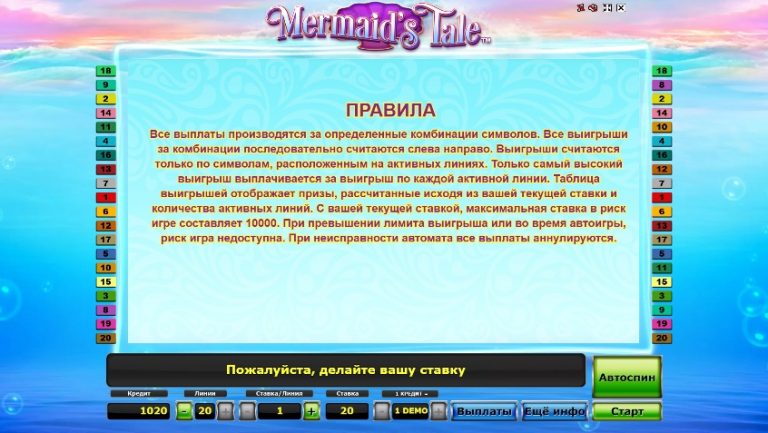 Mermaid's Tale™
18 18
9 8
2 2
14 14
11 10
4 4
16 16
13 13
7 7
1 1
6 6
12 12
17 17
5 5
10 11
15 15
3 3
8 9
19 19
20 20
ПРАВИЛА
Все выплаты производятся за определенные комбинации символов. Все выигрыши
за комбинации последовательно считаются слева направо. Выигрыши считаются
только по символам, расположенным на активных линиях. Только самый высокий
выигрыш выплачивается за выигрыш по каждой активной линии. Таблица
выигрышей отображает призы, рассчитанные исходя из вашей текущей ставки и
количества активных линий. С вашей текущей ставкой, максимальная ставка в риск
игре составляет 10000. При превышении лимита выигрыша или во время автоигры,
риск игра недоступна. При неисправности автомата все выплаты аннулируются.
Пожалуйста, делайте вашу ставку
Автоспин
Кредит Линии Ставка/Линия Ставка 1 КРЕДИТ =
1020 - 20 + - 1 + 20 - 1 DEMO + Выплаты Ещё инфо Старт